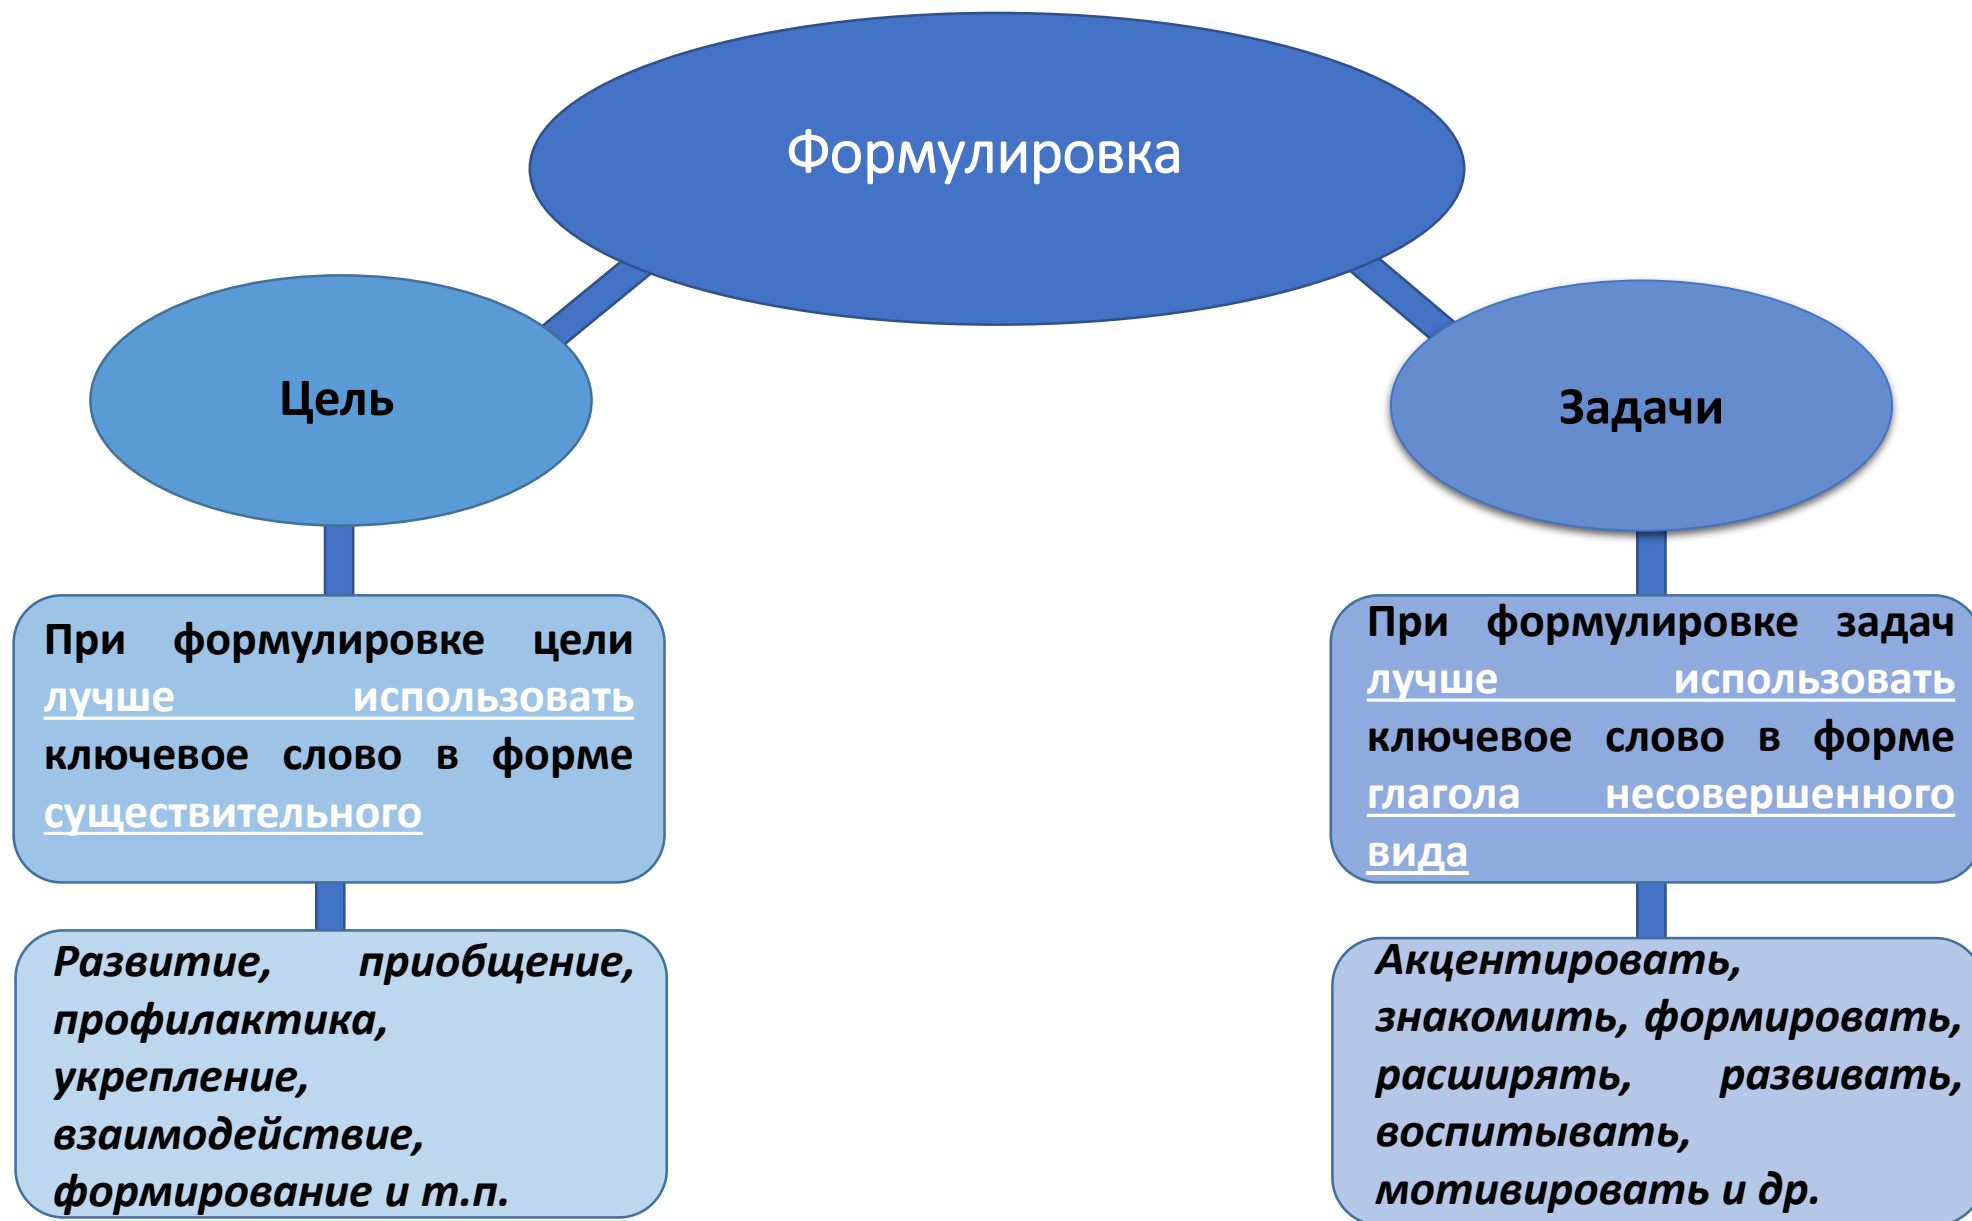 Формулировка
Цель
Задачи
При формулировке цели
лучше использовать
ключевое слово в форме
существительного
При формулировке задач
лучше использовать
ключевое слово в форме
глагола несовершенного
вида
Развитие, приобщение,
профилактика,
укрепление,
взаимодействие,
формирование и т.п.
Акцентировать,
знакомить, формировать,
расширять, развивать,
воспитывать,
мотивировать и др.